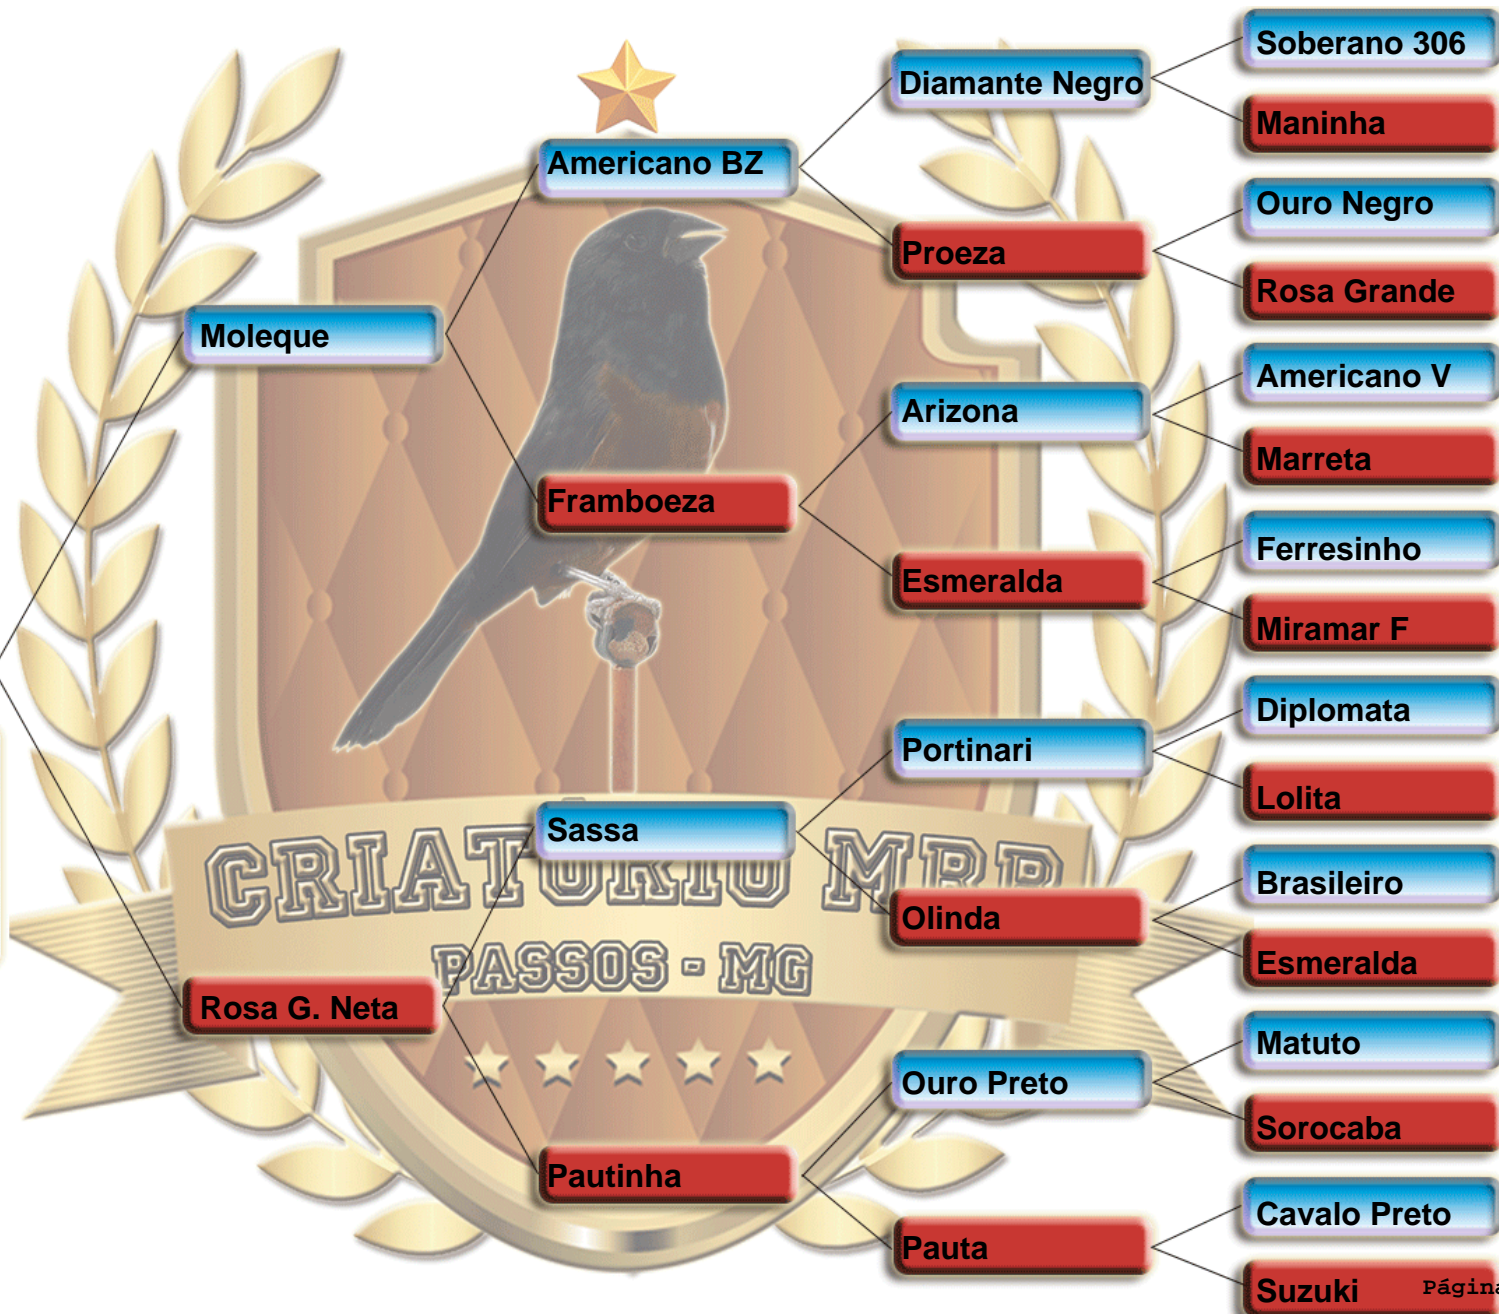 Soberano 306
Diamante Negro
Maninha
Americano BZ
Ouro Negro
Proeza
Rosa Grande
Moleque
Americano V
Arizona
Marreta
Framboeza
Ferresinho
Esmeralda
Miramar F
Diplomata
Portinari
Lolita
Sassa
CRIATÓRIO MRP
Brasileiro
Olinda
Esmeralda
PASSOS - MG
Rosa G. Neta
Matuto
Ouro Preto
Sorocaba
Pautinha
Cavalo Preto
Pauta
Suzuki
Página